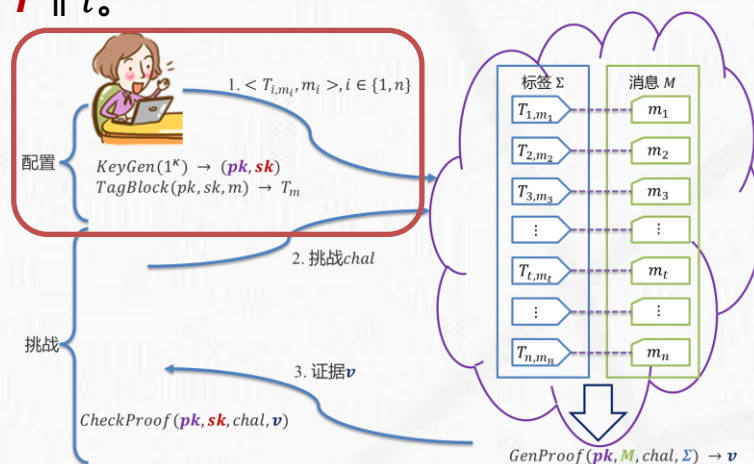 r ∥ i。
1. < T_{i,m_i}, m_i >, i ∈ {1, n}
标签 Σ
消息 M
T_{1,m_1}
m_1
T_{2,m_2}
m_2
配置
KeyGen(1^κ) → (pk, sk)
TagBlock(pk, sk, m) → T_m
T_{3,m_3}
m_3
⋮
⋮
2. 挑战chal
T_{t,m_t}
m_t
⋮
⋮
挑战
3. 证据v
T_{n,m_n}
m_n
CheckProof(pk, sk, chal, v)
GenProof(pk, M, chal, Σ) → v